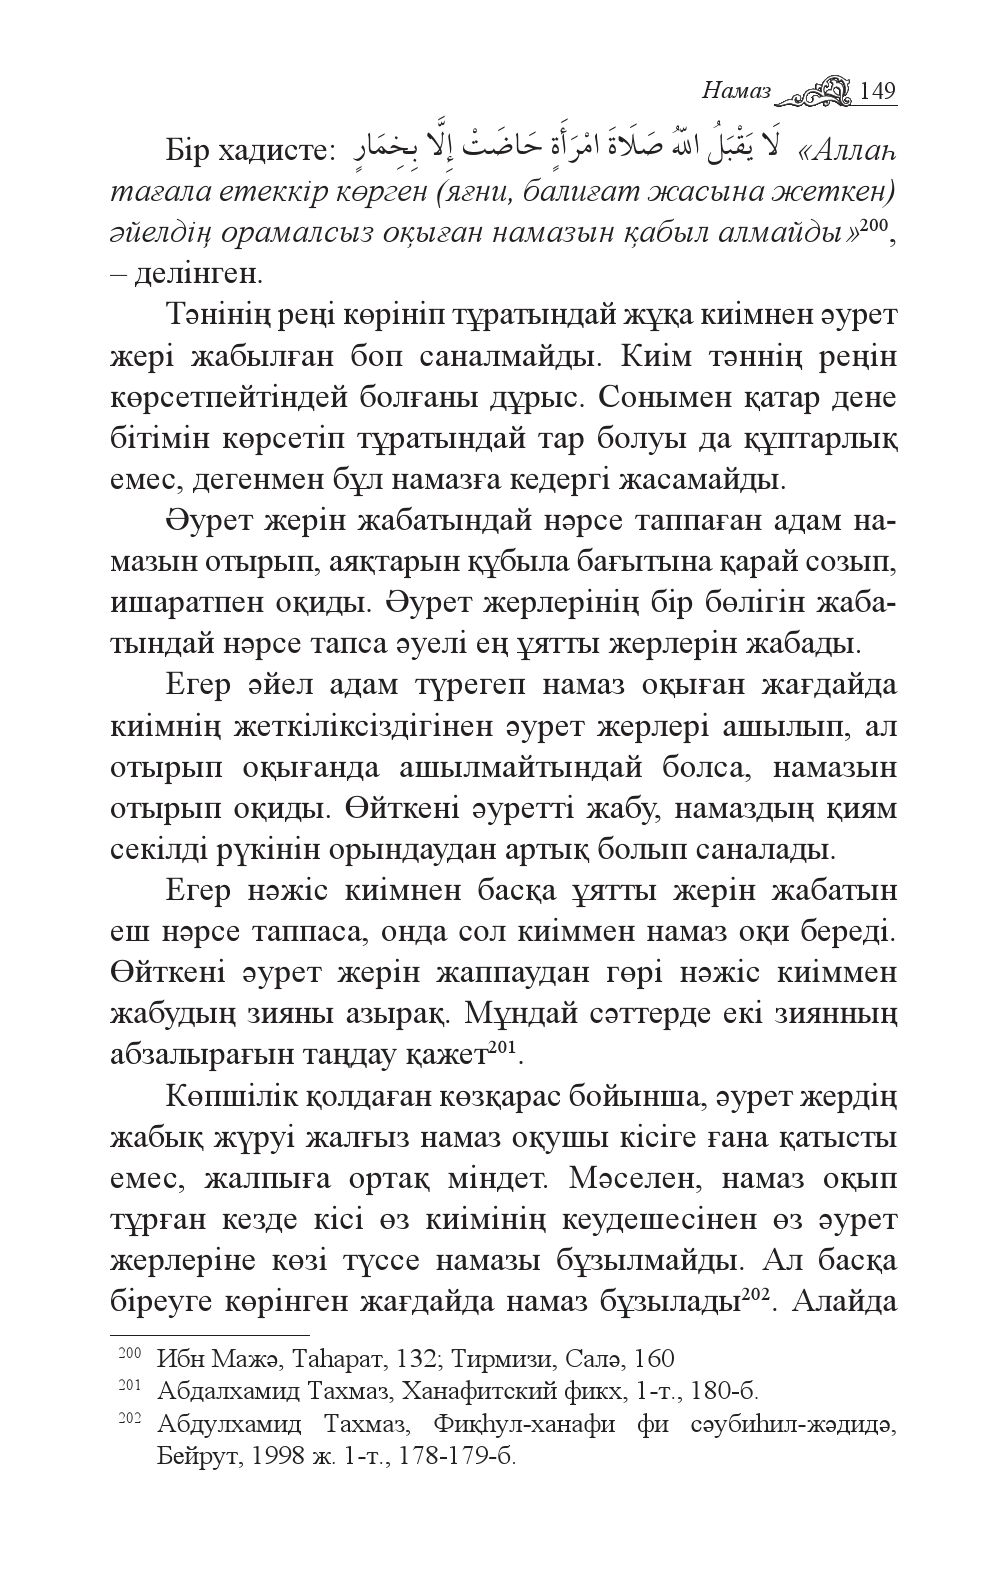 Намаз 149
Бір хадисте: لَا يَقْبَلُ اللهُ صَلَاةَ امْرَأَةٍ حَاضَتْ إِلَّا بِخِمَارٍ «Аллаһ
тағала етеккір көрген (яғни, балиғат жасына жеткен)
әйелдің орамалсыз оқыған намазын қабыл алмайды»²⁰⁰,
– делінген.
Тәнінің реңі көрініп тұратындай жұқа киімнен әурет
жері жабылған боп саналмайды. Киім тәннің реңін
көрсетпейтіндей болғаны дұрыс. Сонымен қатар дене
бітімін көрсетіп тұратындай тар болуы да құптарлық
емес, дегенмен бұл намазға кедергі жасамайды.
Әурет жерін жабатындай нәрсе таппаған адам на-
мазын отырып, аяқтарын құбыла бағытына қарай созып,
ишаратпен оқиды. Әурет жерлерінің бір бөлігін жаба-
тындай нәрсе тапса әуелі ең ұятты жерлерін жабады.
Егер әйел адам түрегеп намаз оқыған жағдайда
киімнің жеткіліксіздігінен әурет жерлері ашылып, ал
отырып оқығанда ашылмайтындай болса, намазын
отырып оқиды. Өйткені әуретті жабу, намаздың қиям
секілді рүкінін орындаудан артық болып саналады.
Егер нәжіс киімнен басқа ұятты жерін жабатын
еш нәрсе таппаса, онда сол киіммен намаз оқи береді.
Өйткені әурет жерін жаппаудан гөрі нәжіс киіммен
жабудың зияны азырақ. Мұндай сәттерде екі зиянның
абзалырағын таңдау қажет²⁰¹.
Көпшілік қолдаған көзқарас бойынша, әурет жердің
жабық жүруі жалғыз намаз оқушы кісіге ғана қатысты
емес, жалпыға ортақ міндет. Мәселен, намаз оқып
тұрған кезде кісі өз киімінің кеудешесінен өз әурет
жерлеріне көзі түссе намазы бұзылмайды. Ал басқа
біреуге көрінген жағдайда намаз бұзылады²⁰². Алайда
²⁰⁰ Ибн Мажә, Таһарат, 132; Тирмизи, Салә, 160
²⁰¹ Абдалхамид Тахмаз, Ханафитский фикх, 1-т., 180-б.
²⁰² Абдулхамид Тахмаз, Фиқһул-ханафи фи сәубиһил-жәдидә,
Бейрут, 1998 ж. 1-т., 178-179-б.